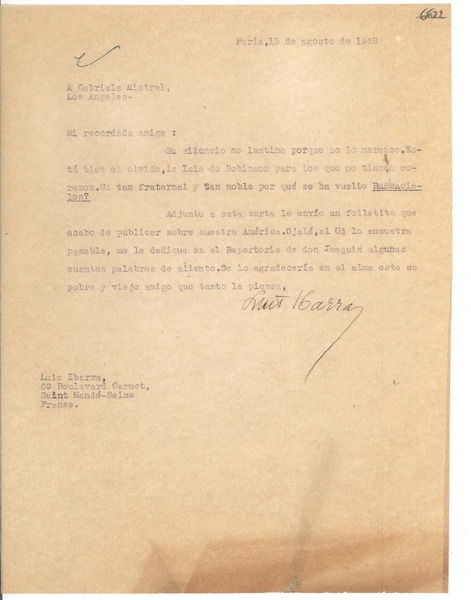 6622
Paris,15 de agosto de 1948
A Gabriela Mistral,
Los Angeles-
Mi recordada amiga :
Su silencio me lastima porque no lo merezco.Es-
tá bien el olvido,la Isla de Robinson para los que no tienen co-
razon.Ud tan fraternal y tan noble por qué se ha vuelto
Adjunto a esta carta le envío un folletito que
acabo de publicar sobre nuestra América.Ojalá,si Ud lo encuentra
pasable, me le dedique en el Repertorio de don Joaquin algunas
cuantas palabras de aliento.Se lo agradecería en el alma este su
pobre y viejo amigo que tanto la piensa,
Luis Ibarra
Luis Ibarra,
69 Boulevard Carnot,
Saint Mandé-Seine
France.